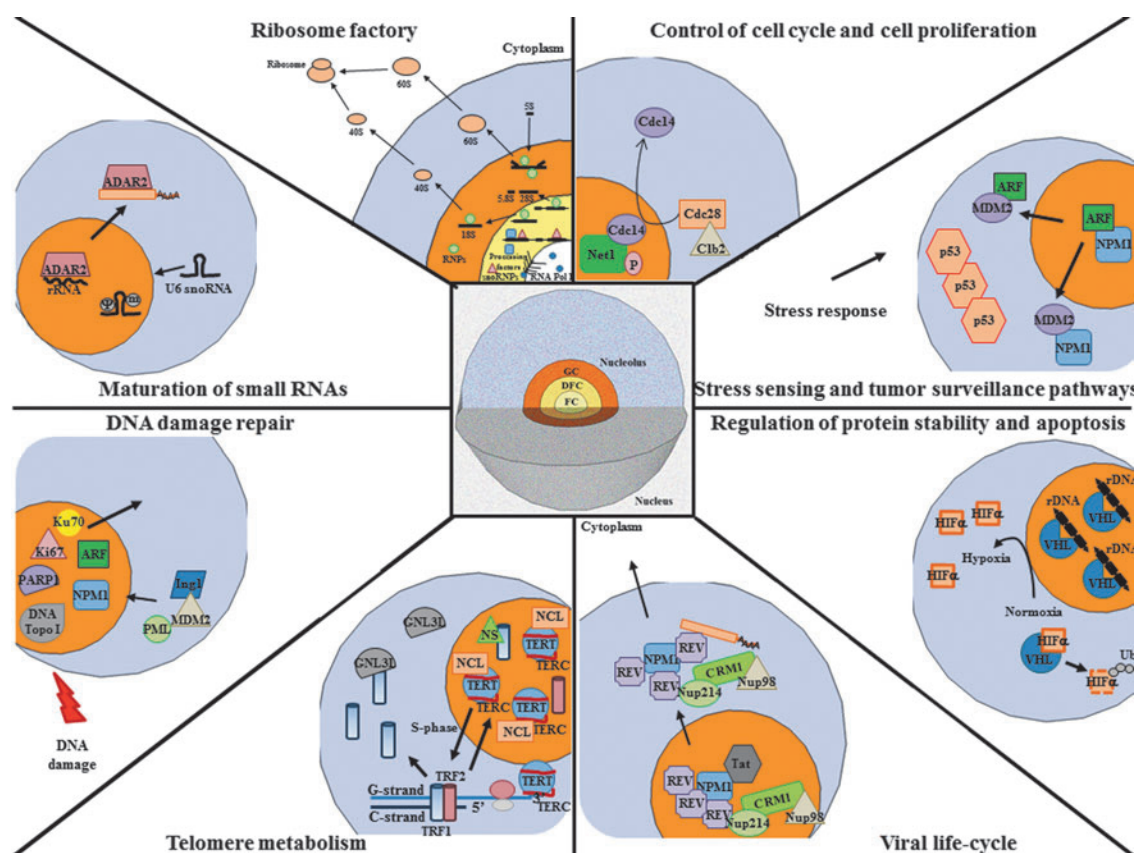 Ribosome factory
Cytoplasm
Ribosome
60S
40S
5S
60S
40S
5.8S 28S
18S
RNPs
Processing
factors
snoRNPs
RNA Pol I
Control of cell cycle and cell proliferation
Cdc14
Cdc28
Clb2
Cdc14
Net1
P
ADAR2
AAAA
ADAR2
rRNA
U6 snoRNA
ψ
m
Maturation of small RNAs
ARF
MDM2
ARF
NPM1
p53
p53
p53
MDM2
NPM1
Stress response
Stress sensing and tumor surveillance pathways
Nucleolus
GC
DFC
FC
Nucleus
DNA damage repair
Ku70
Ki67
ARF
PARP1
NPM1
DNA
Topo I
Ing1
MDM2
PML
DNA
damage
Regulation of protein stability and apoptosis
rDNA
rDNA
VHL
VHL
rDNA
VHL
HIFα
HIFα
HIFα
Hypoxia
Normoxia
HIFα
VHL
HIFα
Ub
GNL3L
GNL3L
NS
NCL
TERT
TERC
NCL
TERT
TERC
TERT
TERC
NCL
S-phase
TRF2
G-strand
C-strand
TRF1
5’
3’
TERT
TERC
Telomere metabolism
Cytoplasm
REV
NPM1
REV
REV
AAAA
CRM1
Nup98
Nup214
Tat
REV
NPM1
REV
REV
CRM1
Nup98
Nup214
Viral life-cycle